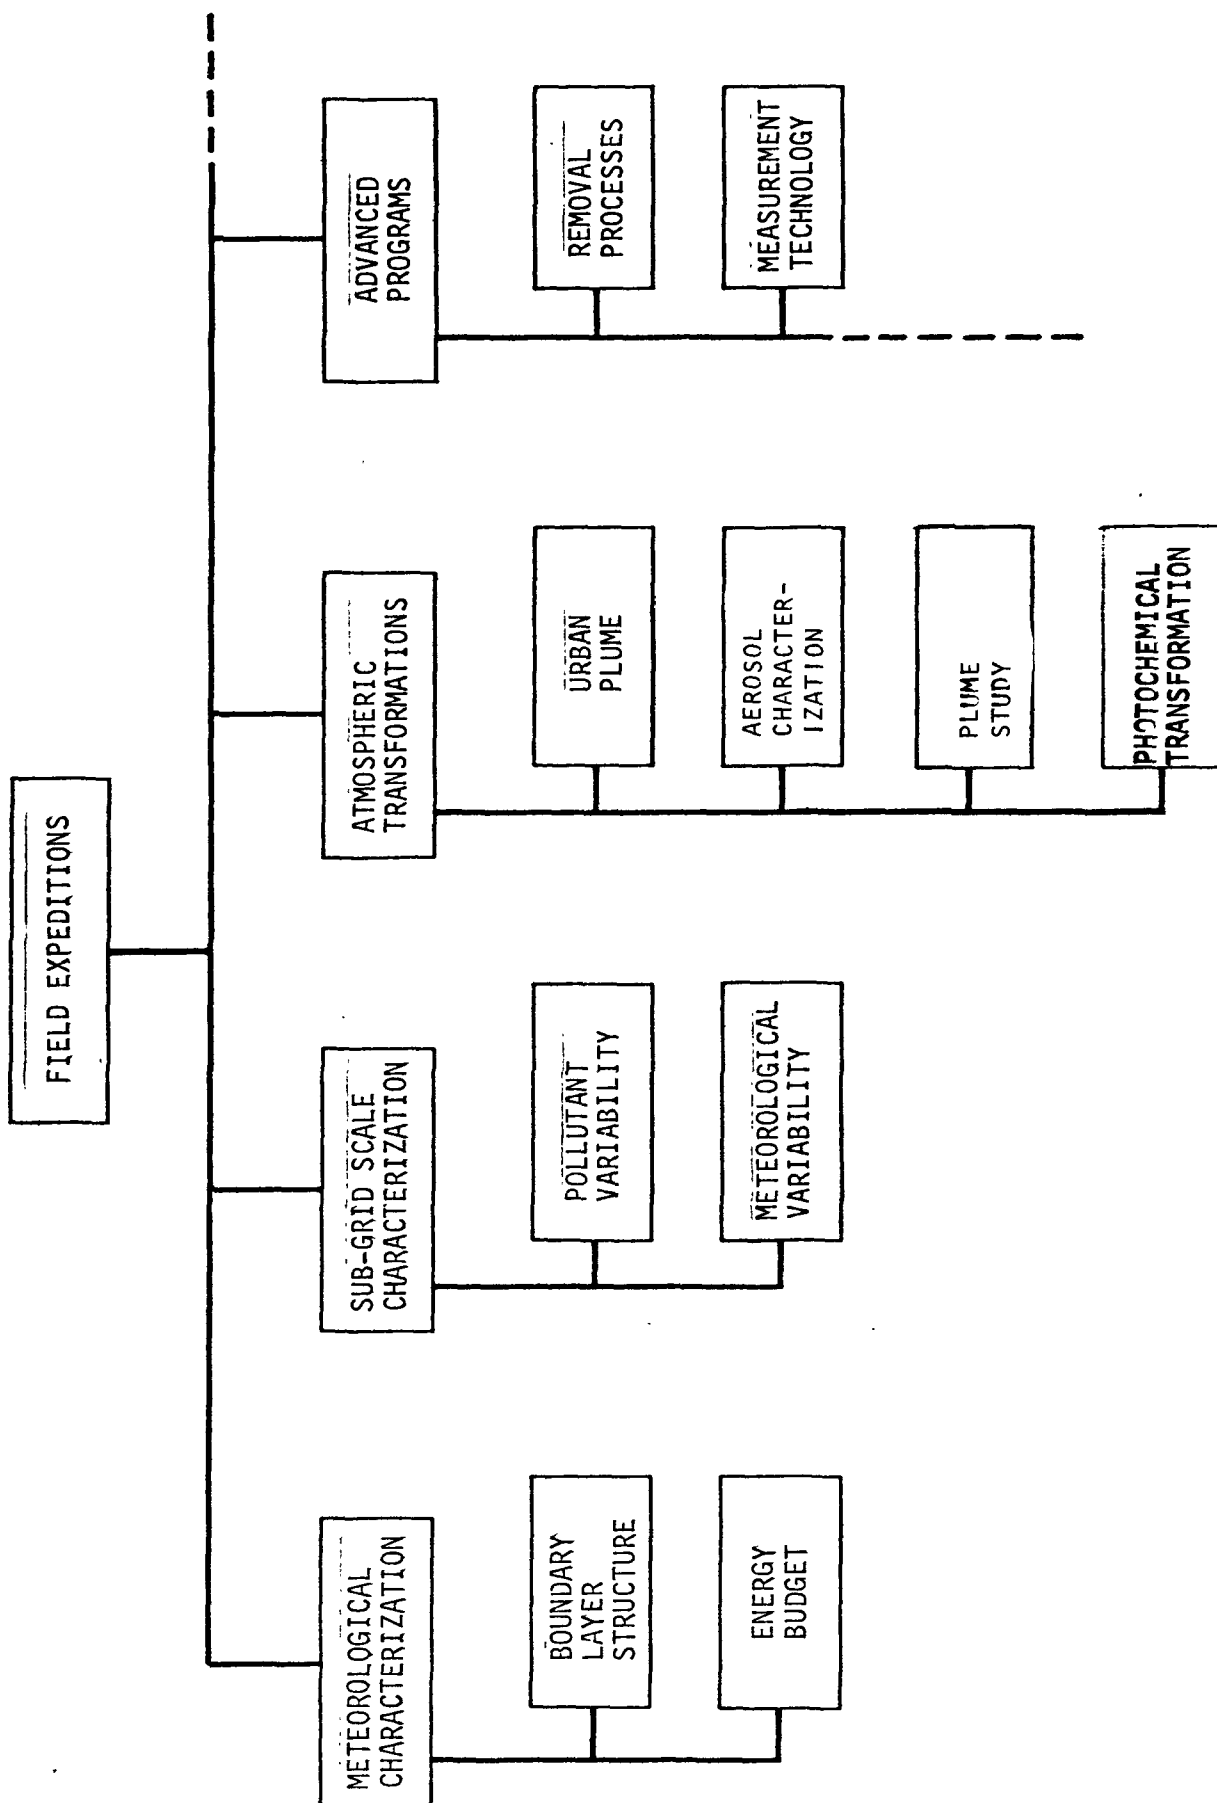 FIELD EXPEDITIONS
METEOROLOGICAL
CHARACTERIZATION
BOUNDARY
LAYER
STRUCTURE
ENERGY
BUDGET
SUB-GRID SCALE
CHARACTERIZATION
POLLUTANT
VARIABILITY
METEOROLOGICAL
VARIABILITY
ATMOSPHERIC
TRANSFORMATIONS
URBAN
PLUME
AEROSOL
CHARACTER-
IZATION
PLUME
STUDY
PHOTOCHEMICAL
TRANSFORMATION
ADVANCED
PROGRAMS
REMOVAL
PROCESSES
MEASUREMENT
TECHNOLOGY